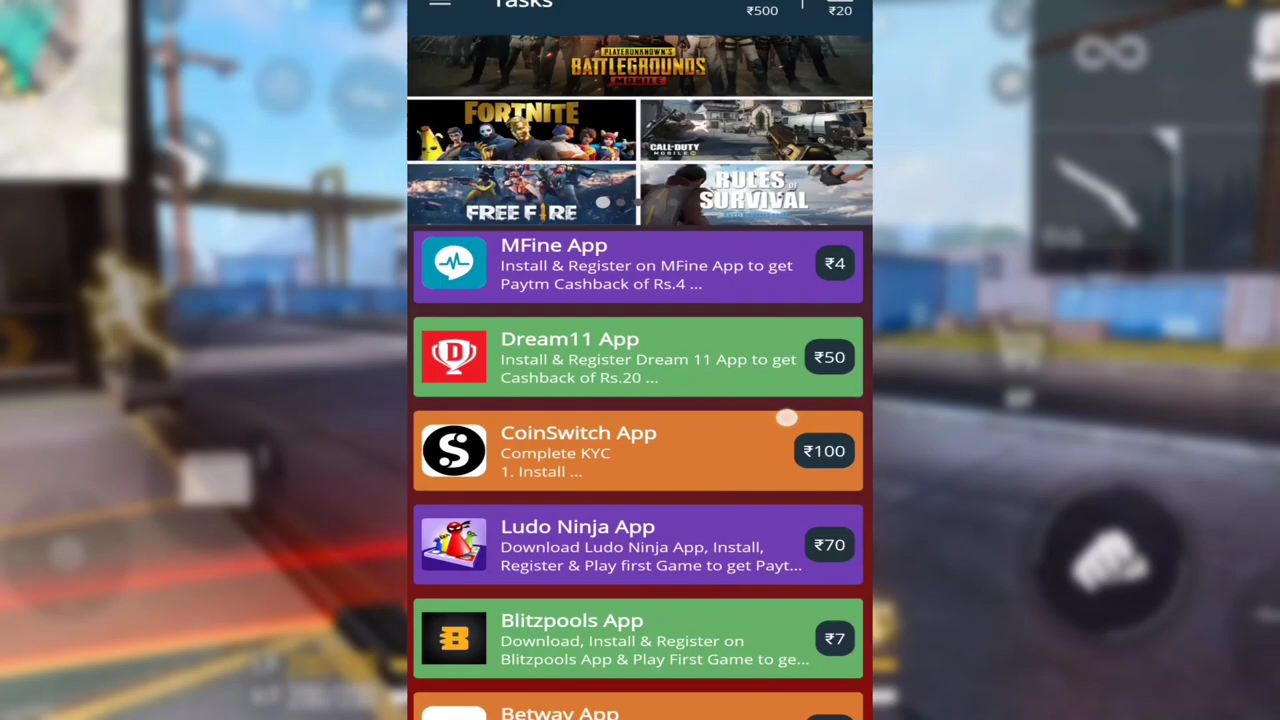 Tasks
₹500
₹20
PLAYERUNKNOWN'S
BATTLEGROUNDS
MOBILE
FORTNITE
CALL·DUTY
MOBILE
FREE FIRE
RULES OF
SURVIVAL
MFine App
Install & Register on MFine App to get
Paytm Cashback of Rs.4 ...
₹4
Dream11 App
Install & Register Dream 11 App to get
Cashback of Rs.20 ...
₹50
CoinSwitch App
Complete KYC
1. Install ...
₹100
Ludo Ninja App
Download Ludo Ninja App, Install,
Register & Play first Game to get Payt...
₹70
Blitzpools App
Download, Install & Register on
Blitzpools App & Play First Game to ge...
₹7
Betway App